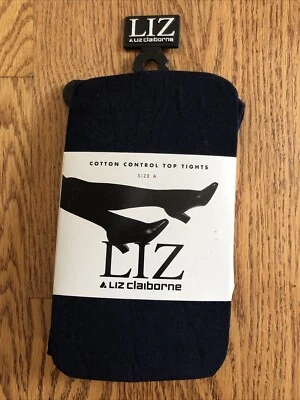 LIZ
LIZ claiborne
COTTON CONTROL TOP TIGHTS
SIZE A
LIZ
LIZ claiborne